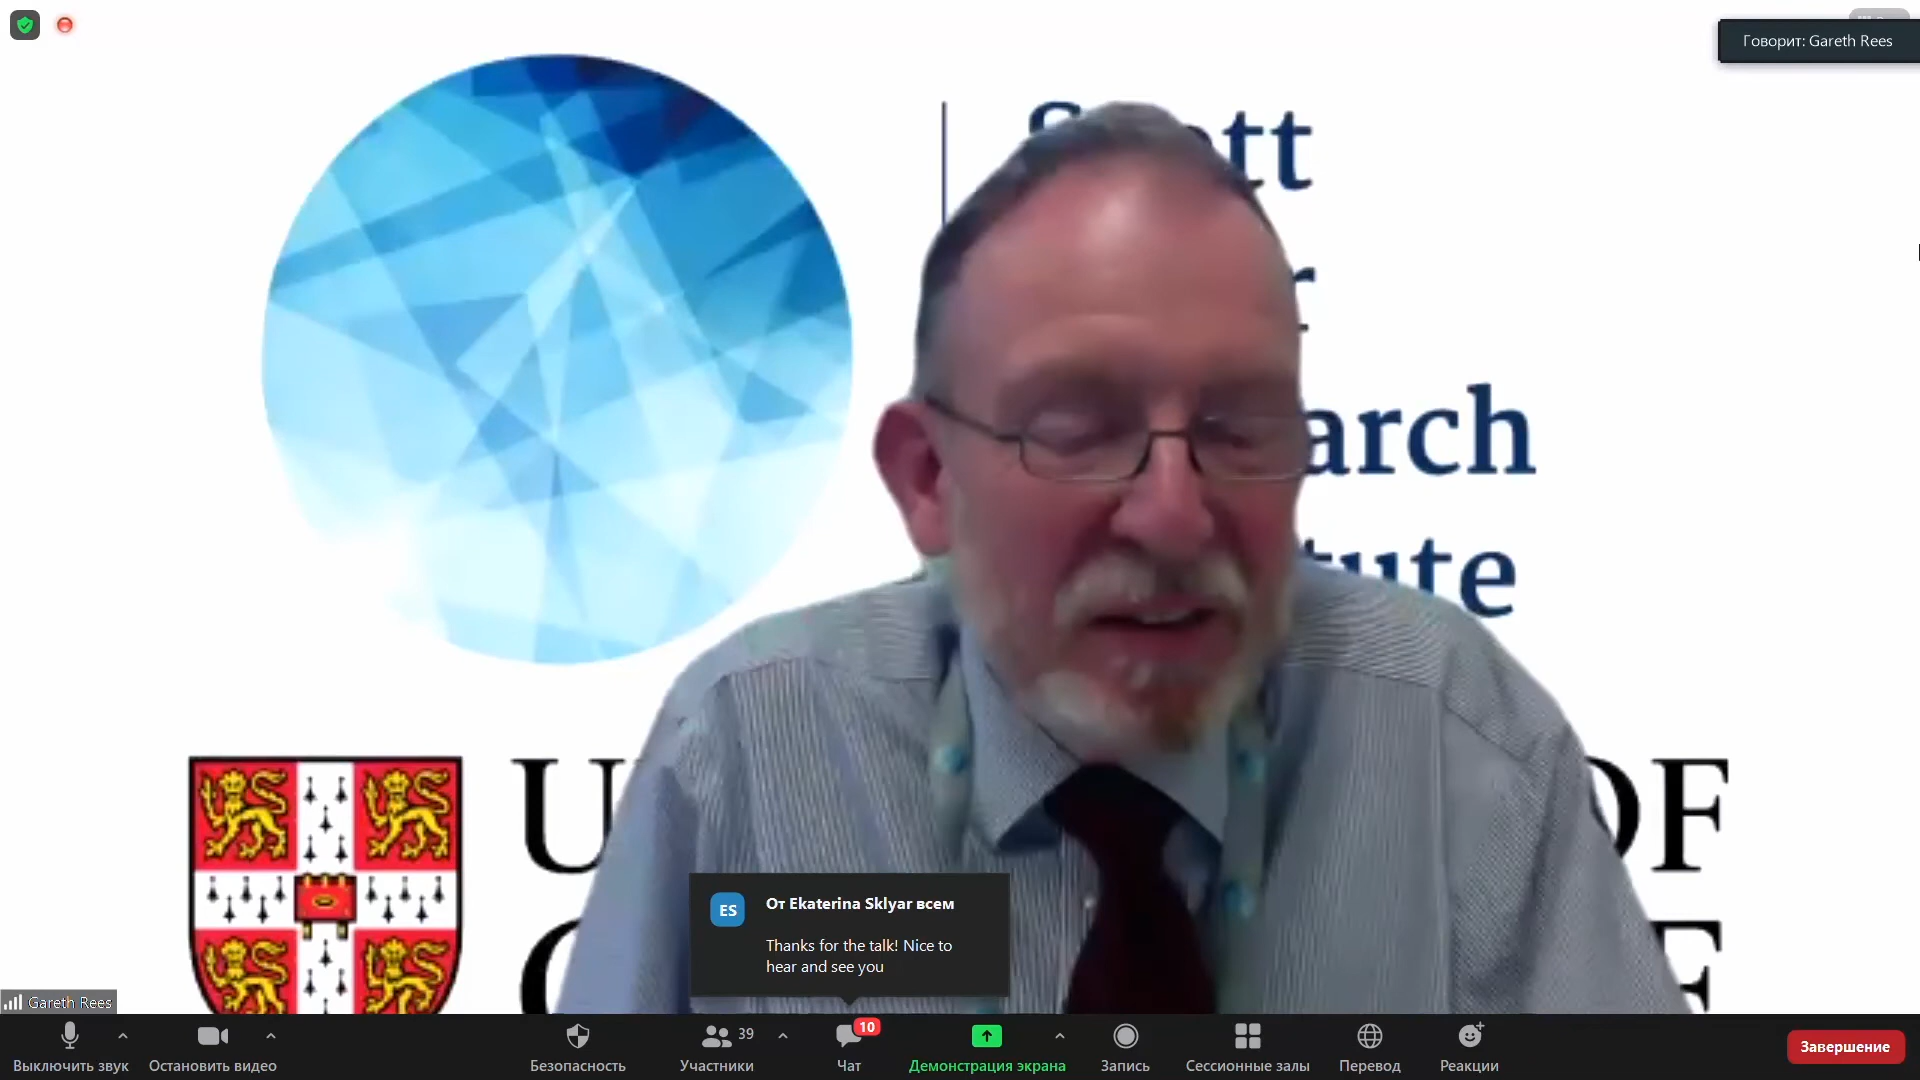 Говорит: Gareth Rees
tt
r
arch
tute
U
OF
От Ekaterina Sklyar всем
ES
Thanks for the talk! Nice to
hear and see you
Gareth Rees
39
10
Выключить звук
Остановить видео
Безопасность
Участники
Чат
Демонстрация экрана
Запись
Сессионные залы
Перевод
Реакции
Завершение